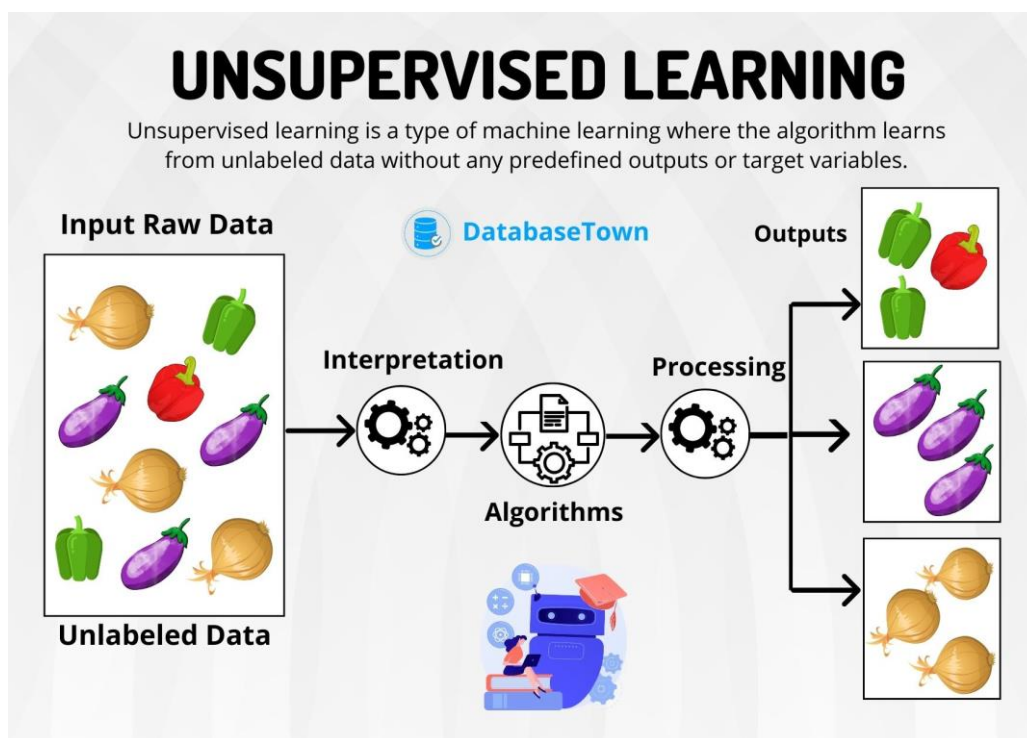 UNSUPERVISED LEARNING
Unsupervised learning is a type of machine learning where the algorithm learns
from unlabeled data without any predefined outputs or target variables.
Input Raw Data
DatabaseTown
Outputs
Interpretation
Processing
Algorithms
Unlabeled Data